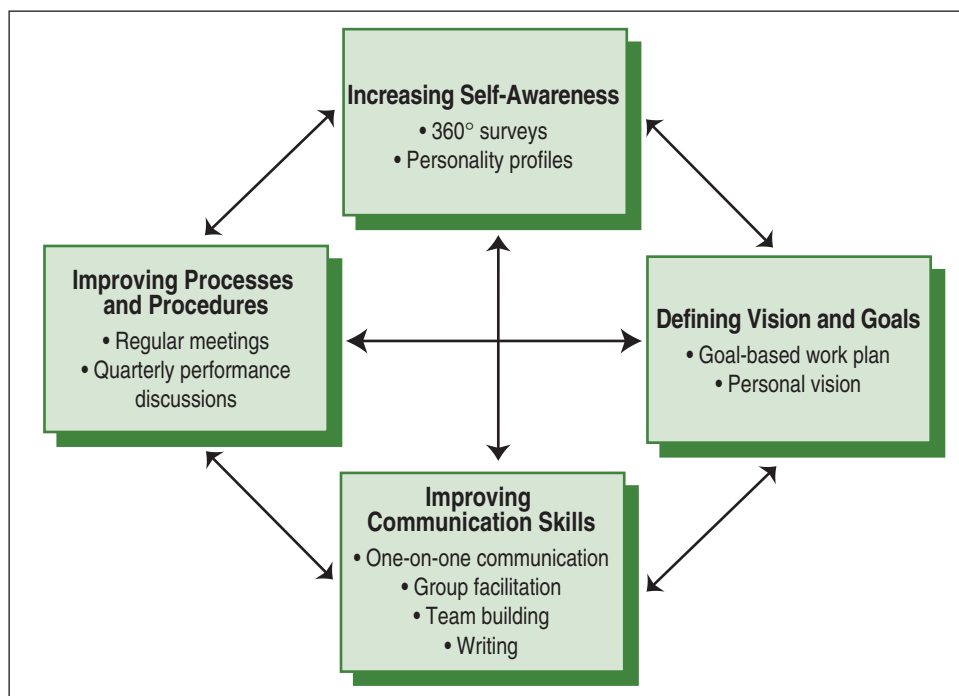 Increasing Self-Awareness
• 360° surveys
• Personality profiles
Improving Processes
and Procedures
• Regular meetings
• Quarterly performance
discussions
Defining Vision and Goals
• Goal-based work plan
• Personal vision
Improving
Communication Skills
• One-on-one communication
• Group facilitation
• Team building
• Writing